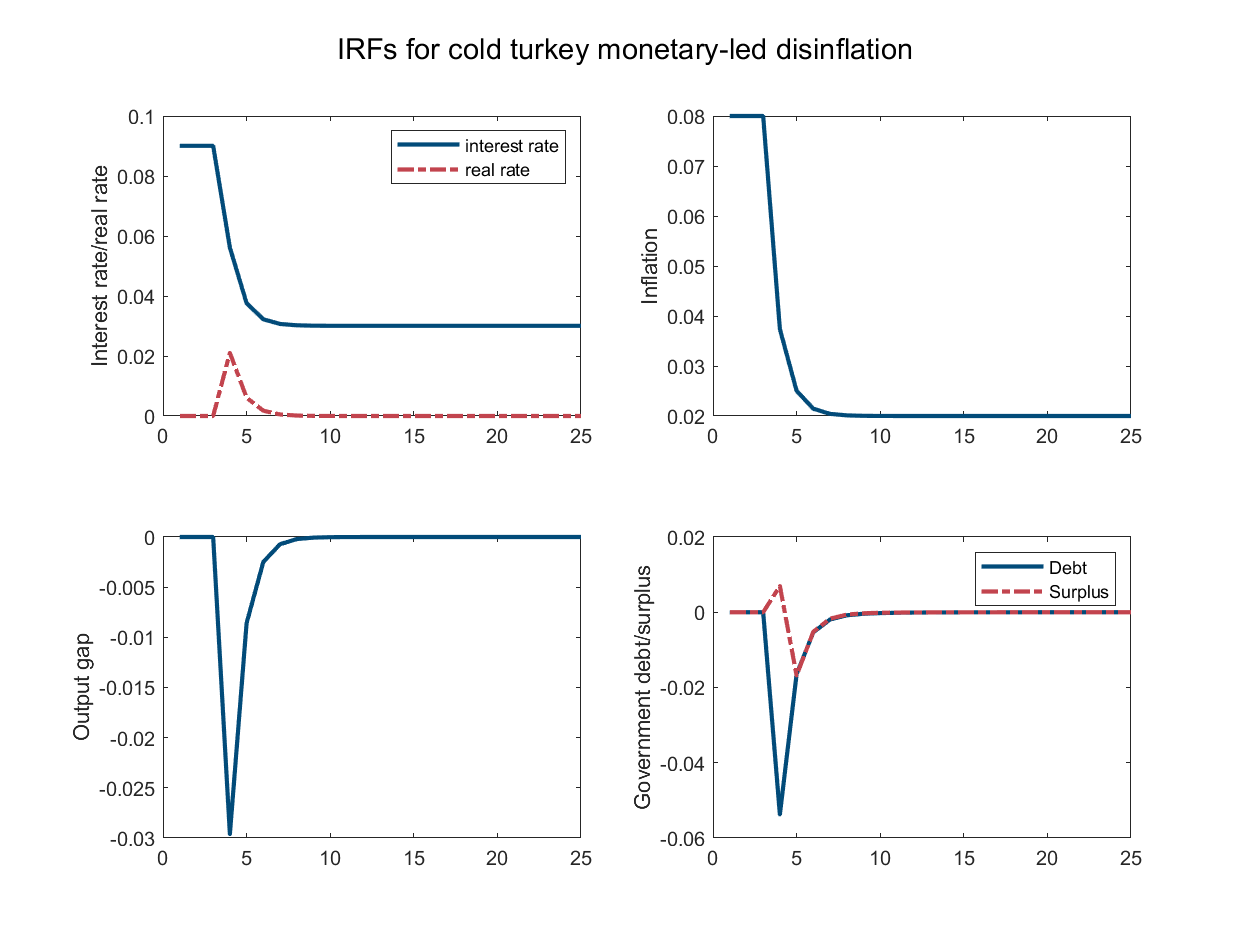 IRFs for cold turkey monetary-led disinflation
Interest rate/real rate
0.1
0.08
0.06
0.04
0.02
0
interest rate
real rate
0 5 10 15 20 25
Inflation
0.08
0.07
0.06
0.05
0.04
0.03
0.02
0 5 10 15 20 25
Output gap
0
-0.005
-0.01
-0.015
-0.02
-0.025
-0.03
0 5 10 15 20 25
Government debt/surplus
0.02
0
-0.02
-0.04
-0.06
Debt
Surplus
0 5 10 15 20 25